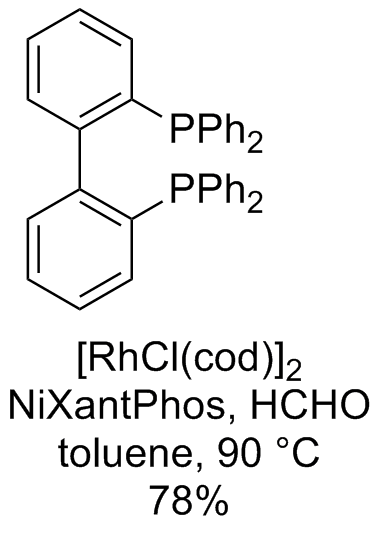 PPh₂
PPh₂
[RhCl(cod)]₂
NiXantPhos, HCHO
toluene, 90 °C
78%